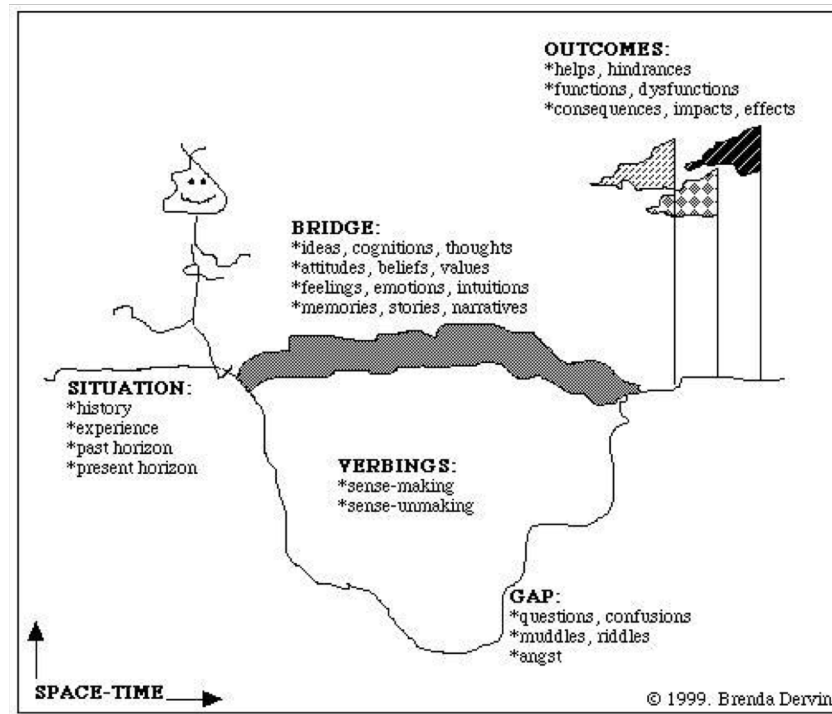 OUTCOMES:
*helps, hindrances
*functions, dysfunctions
*consequences, impacts, effects
BRIDGE:
*ideas, cognitions, thoughts
*attitudes, beliefs, values
*feelings, emotions, intuitions
*memories, stories, narratives
SITUATION:
*history
*experience
*past horizon
*present horizon
VERBINGS:
*sense-making
*sense-unmaking
GAP:
*questions, confusions
*muddles, riddles
*angst
SPACE-TIME
© 1999. Brenda Dervin